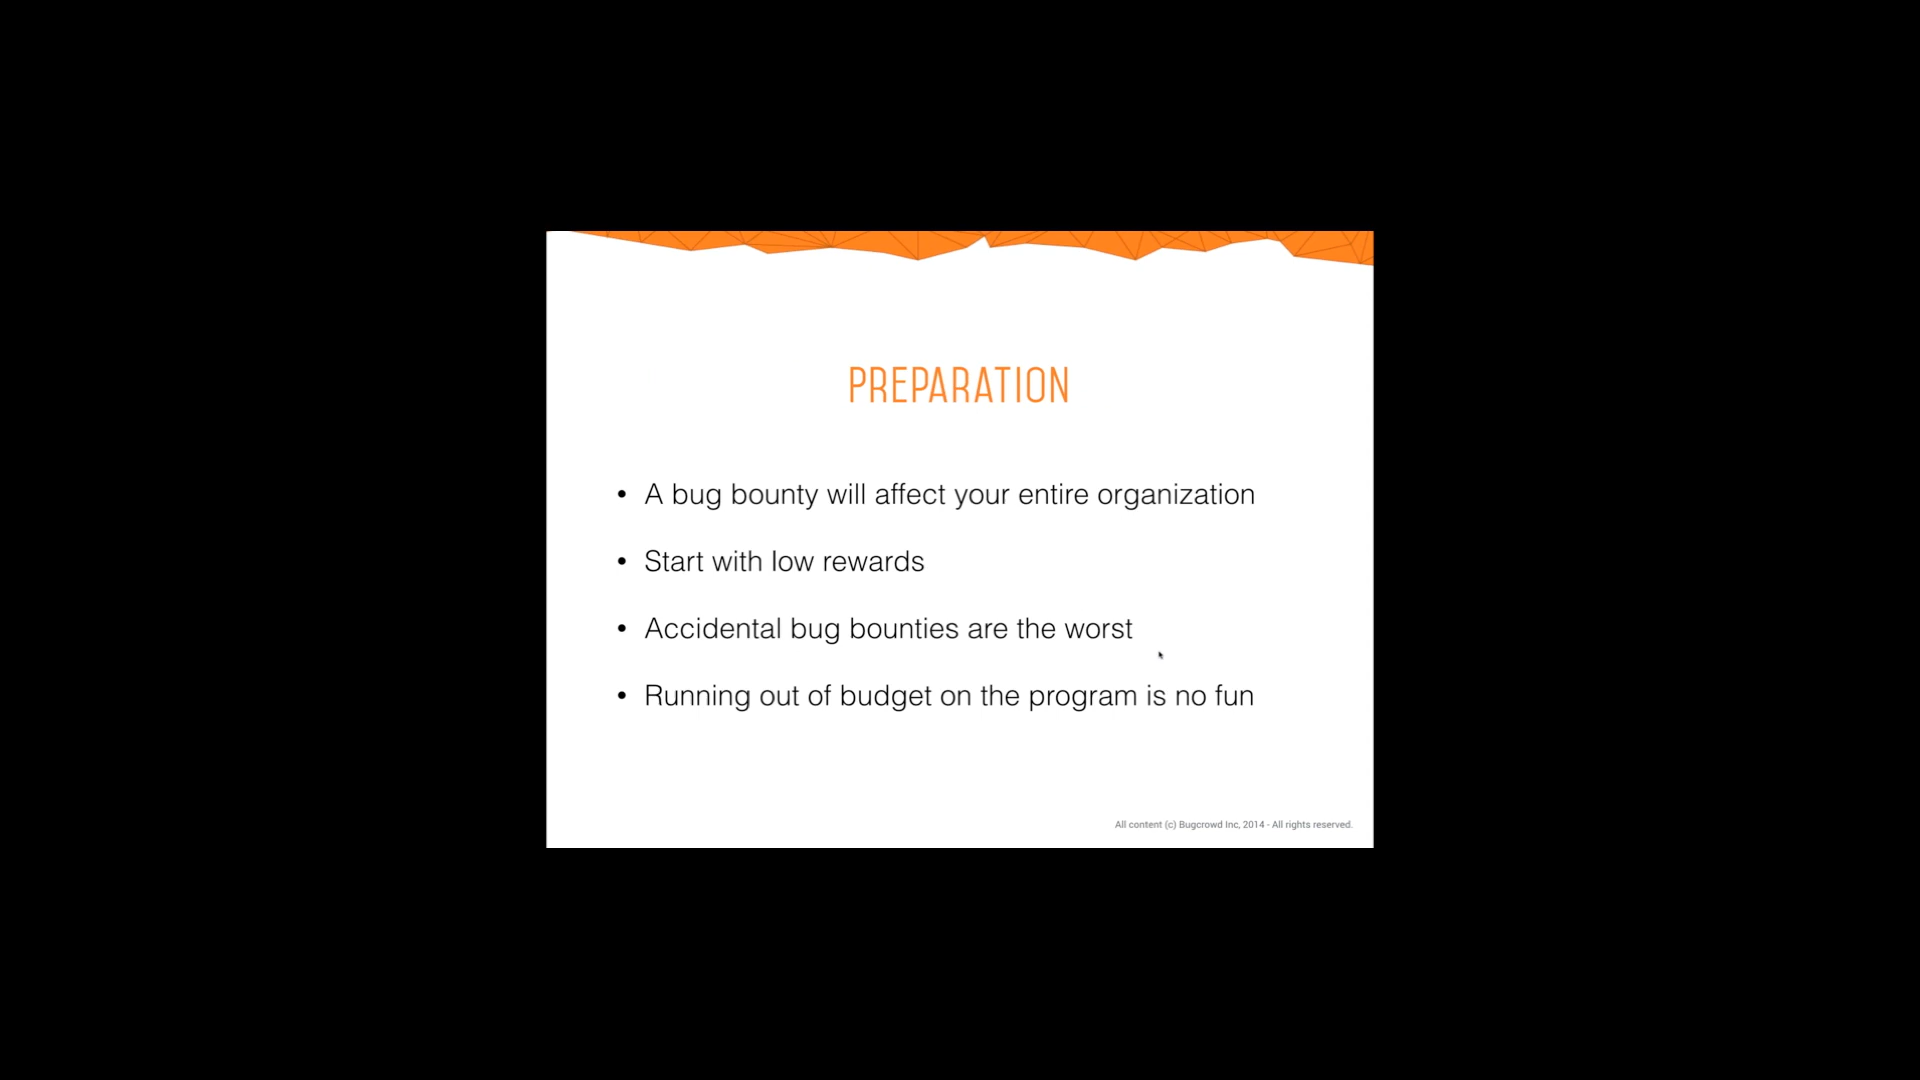 PREPARATION
• A bug bounty will affect your entire organization
• Start with low rewards
• Accidental bug bounties are the worst
• Running out of budget on the program is no fun
All content (c) Bugcrowd Inc, 2014 - All rights reserved.